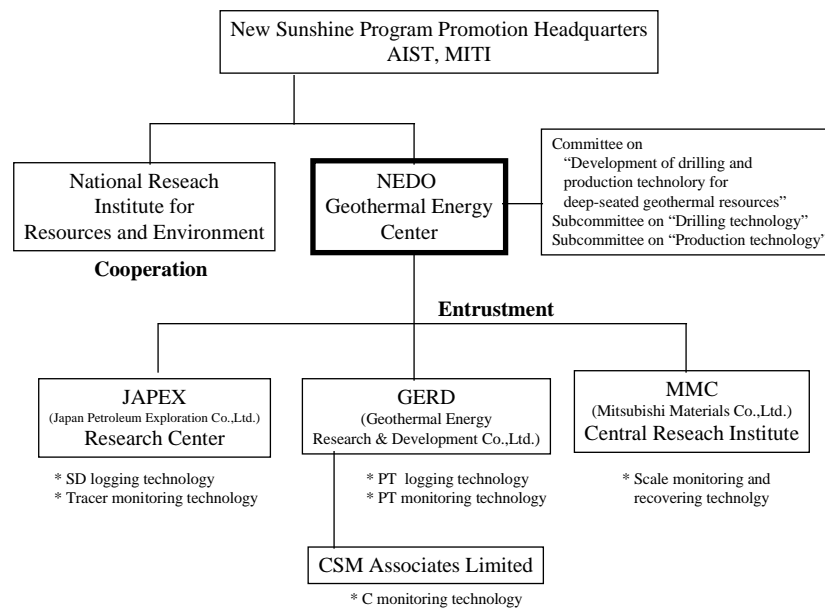 New Sunshine Program Promotion Headquarters
AIST, MITI
National Reseach
Institute for
Resources and Environment
Cooperation
NEDO
Geothermal Energy
Center
Committee on
“Development of drilling and
production technolory for
deep-seated geothermal resources”
Subcommittee on “Drilling technology”
Subcommittee on “Production technology”
Entrustment
JAPEX
(Japan Petroleum Exploration Co.,Ltd.)
Research Center
* SD logging technology
* Tracer monitoring technology
GERD
(Geothermal Energy
Research & Development Co.,Ltd.)
* PT logging technology
* PT monitoring technology
MMC
(Mitsubishi Materials Co.,Ltd.)
Central Reseach Institute
* Scale monitoring and
recovering technolgy
CSM Associates Limited
* C monitoring technology